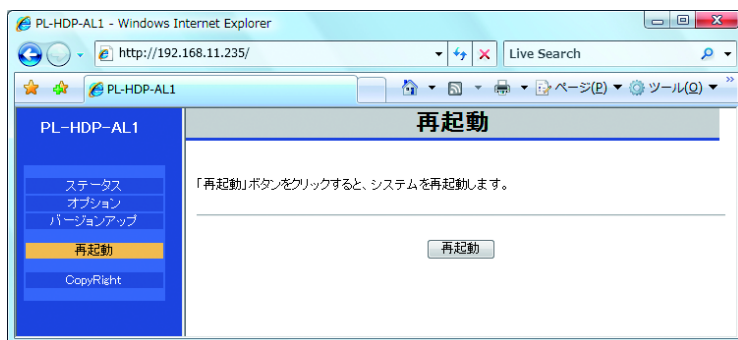 PL-HDP-AL1 - Windows Internet Explorer
http://192.168.11.235/
Live Search
PL-HDP-AL1
ページ(P)
ツール(O)
PL-HDP-AL1
ステータス
オプション
バージョンアップ
再起動
CopyRight
再起動
「再起動」ボタンをクリックすると、システムを再起動します。
再起動